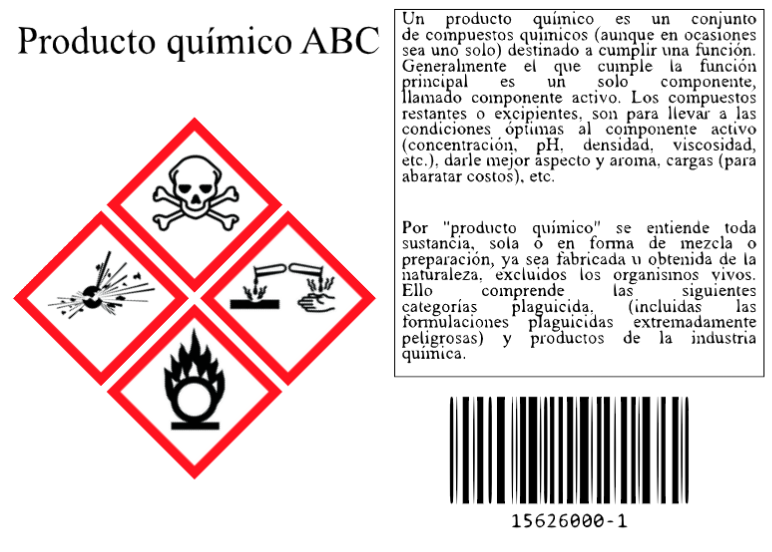 Producto químico ABC
Un producto químico es un conjunto
de compuestos químicos (aunque en ocasiones
sea uno solo) destinado a cumplir una función.
Generalmente el que cumple la función
principal es un solo componente,
llamado componente activo. Los compuestos
restantes o excipientes, son para llevar a las
condiciones óptimas al componente activo
(concentración, pH, densidad, viscosidad,
etc.), darle mejor aspecto y aroma, cargas (para
abaratar costos), etc.
Por "producto químico" se entiende toda
sustancia, sola o en forma de mezcla o
preparación, ya sea fabricada u obtenida de la
naturaleza, excluidos los organismos vivos.
Ello comprende las siguientes
categorías plaguicida, (incluidas las
formulaciones plaguicidas extremadamente
peligrosas) y productos de la industria
química.
15626000-1